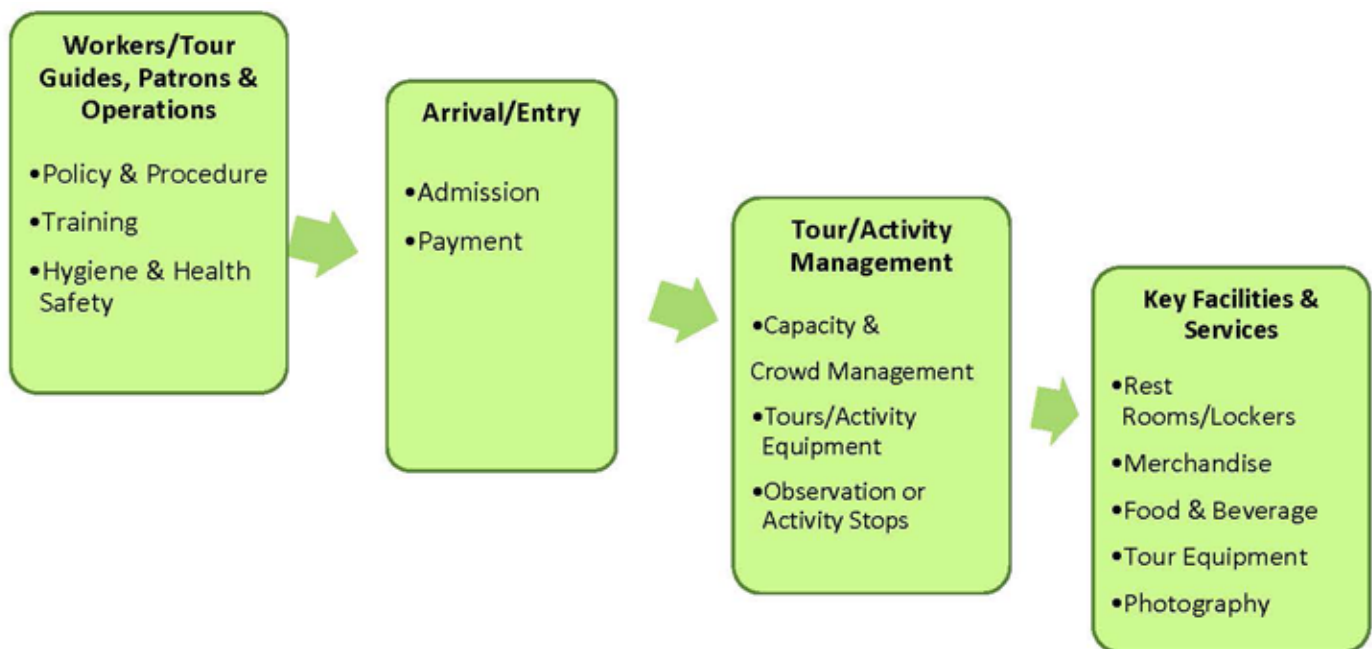 Workers/Tour
Guides, Patrons &
Operations
•Policy & Procedure
•Training
•Hygiene & Health
Safety
Arrival/Entry
•Admission
•Payment
Tour/Activity
Management
•Capacity &
Crowd Management
•Tours/Activity
Equipment
•Observation or
Activity Stops
Key Facilities &
Services
•Rest
Rooms/Lockers
•Merchandise
•Food & Beverage
•Tour Equipment
•Photography